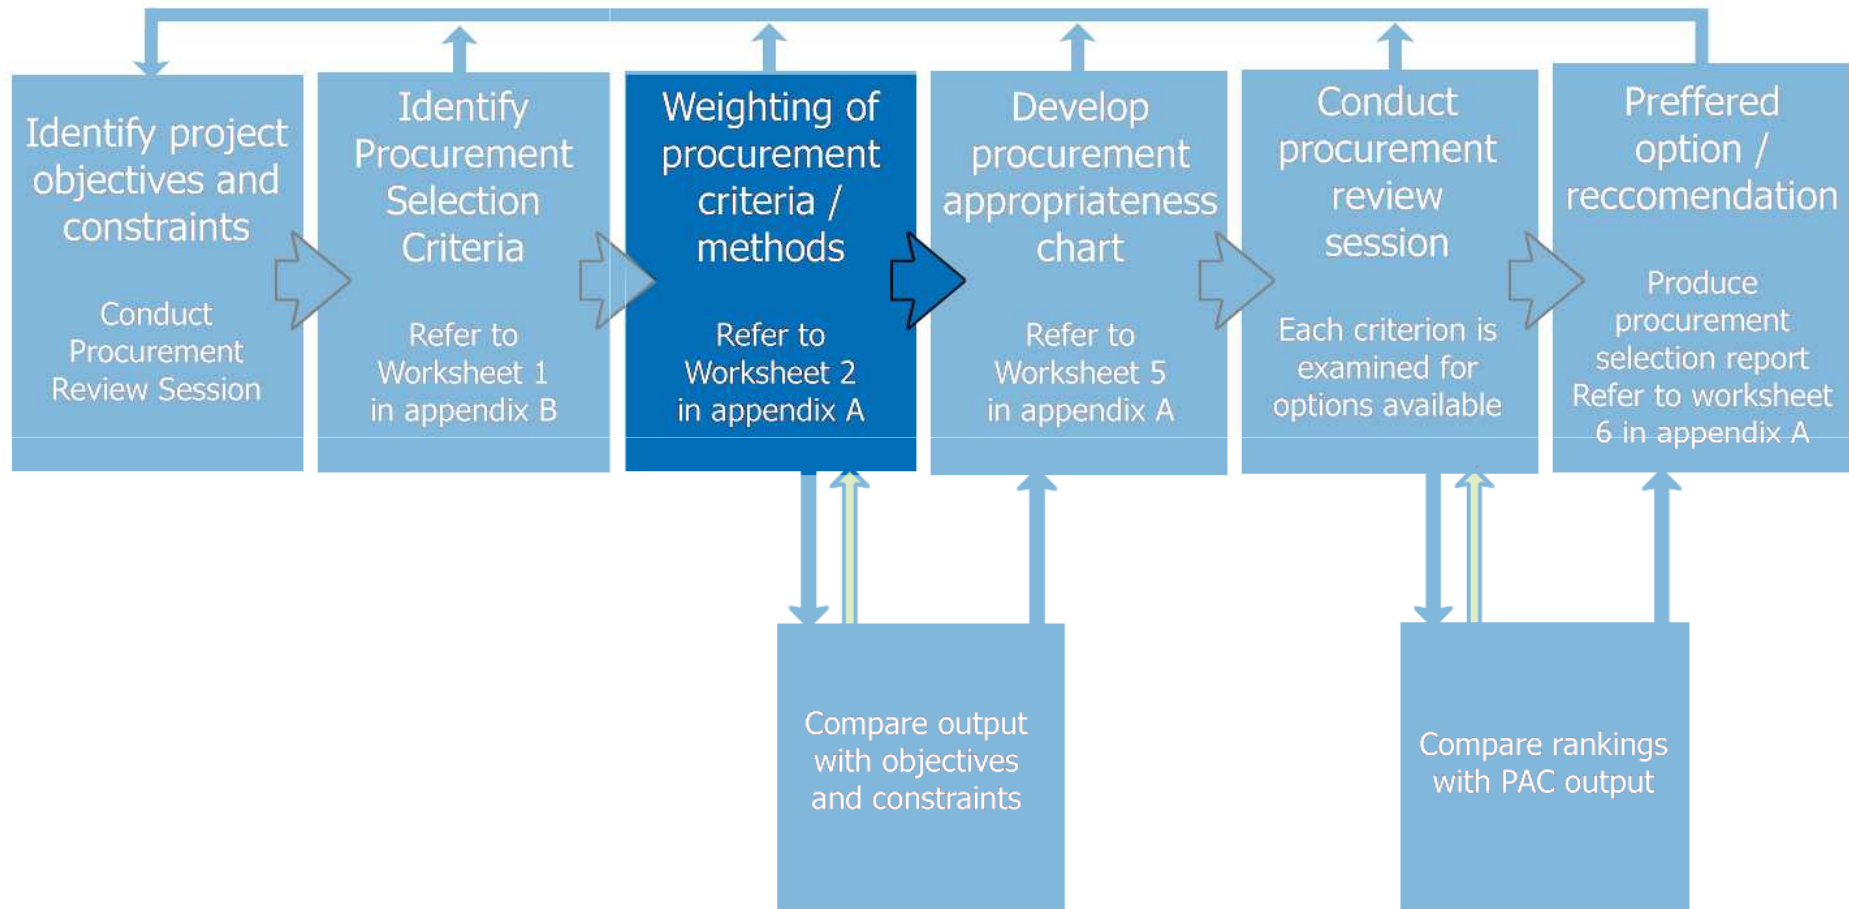 Identify project
objectives and
constraints
Conduct
Procurement
Review Session
Identify
Procurement
Selection
Criteria
Refer to
Worksheet 1
in appendix B
Weighting of
procurement
criteria /
methods
Refer to
Worksheet 2
in appendix A
Develop
procurement
appropriateness
chart
Refer to
Worksheet 5
in appendix A
Conduct
procurement
review
session
Each criterion is
examined for
options available
Preffered
option /
reccomendation
Produce
procurement
selection report
Refer to worksheet
6 in appendix A
Compare output
with objectives
and constraints
Compare rankings
with PAC output